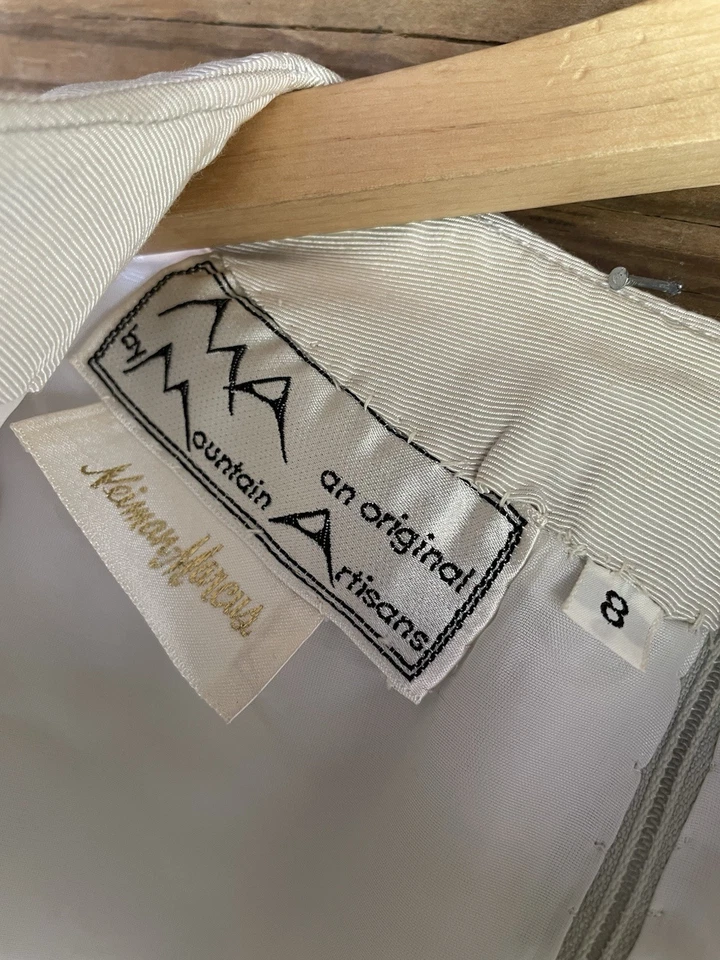 MA
an original
by Mountain Artisans
Neiman Marcus
8